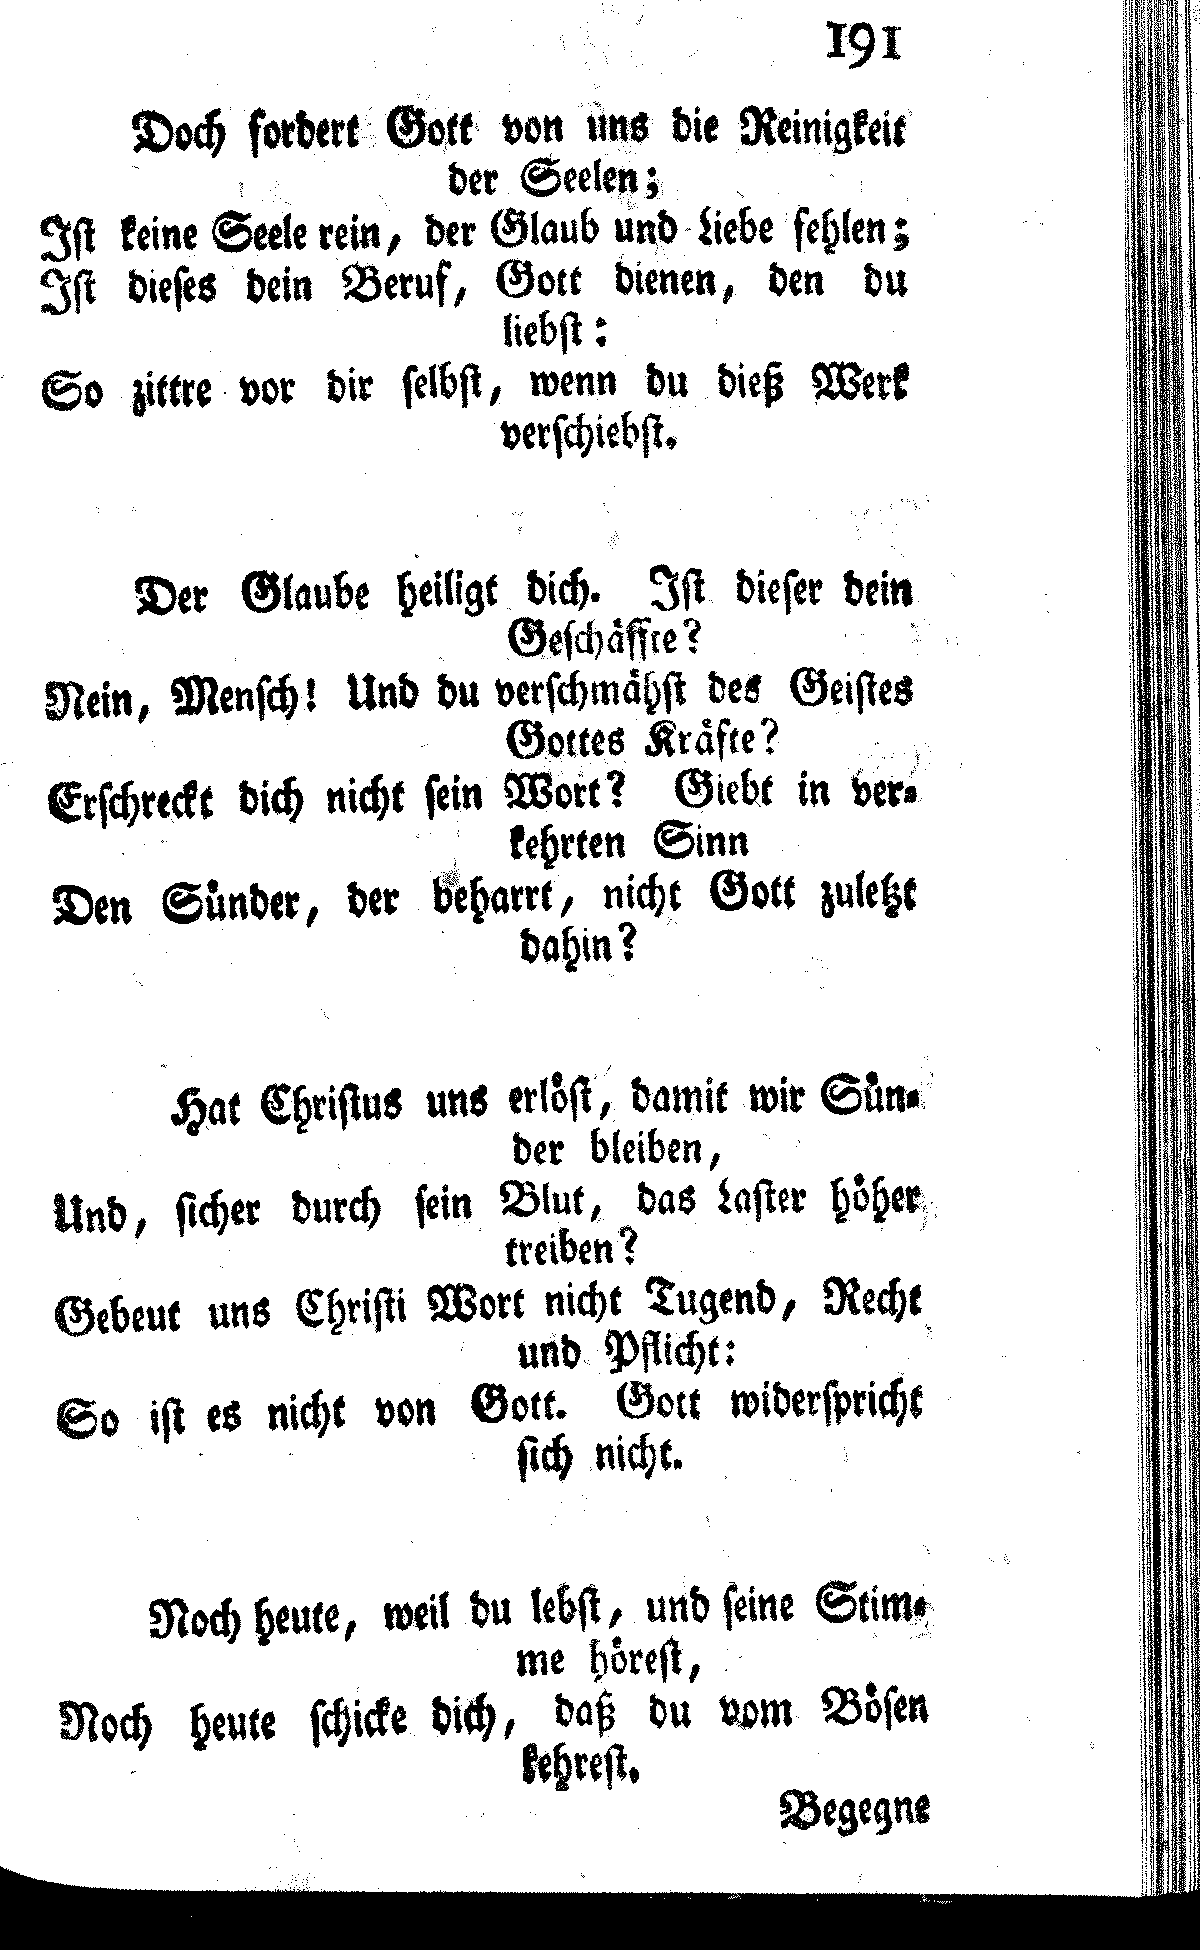 191
Doch fordert Gott von uns die Reinigkeit
der Seelen;
Ist keine Seele rein, der Glaub und Liebe fehlen;
Ist dieses dein Beruf, Gott dienen, den du
liebst:
So zittre vor dir selbst, wenn du dieß Werk
verschiebst.
Der Glaube heiligt dich. Ist dieser dein
Geschäffte?
Nein, Mensch! Und du verschmähst des Geistes
Gottes Kräfte?
Erschreckt dich nicht sein Wort? Giebt in ver-
kehrten Sinn
Den Sünder, der beharrt, nicht Gott zuletzt
dahin?
Hat Christus uns erlöst, damit wir Sün-
der bleiben,
Und, sicher durch sein Blut, das Laster höher
treiben?
Gebeut uns Christi Wort nicht Tugend, Recht
und Pflicht:
So ist es nicht von Gott. Gott widerspricht
sich nicht.
Noch heute, weil du lebst, und seine Stim-
me hörest,
Noch heute schicke dich, daß du vom Bösen
kehrest.
Begegne